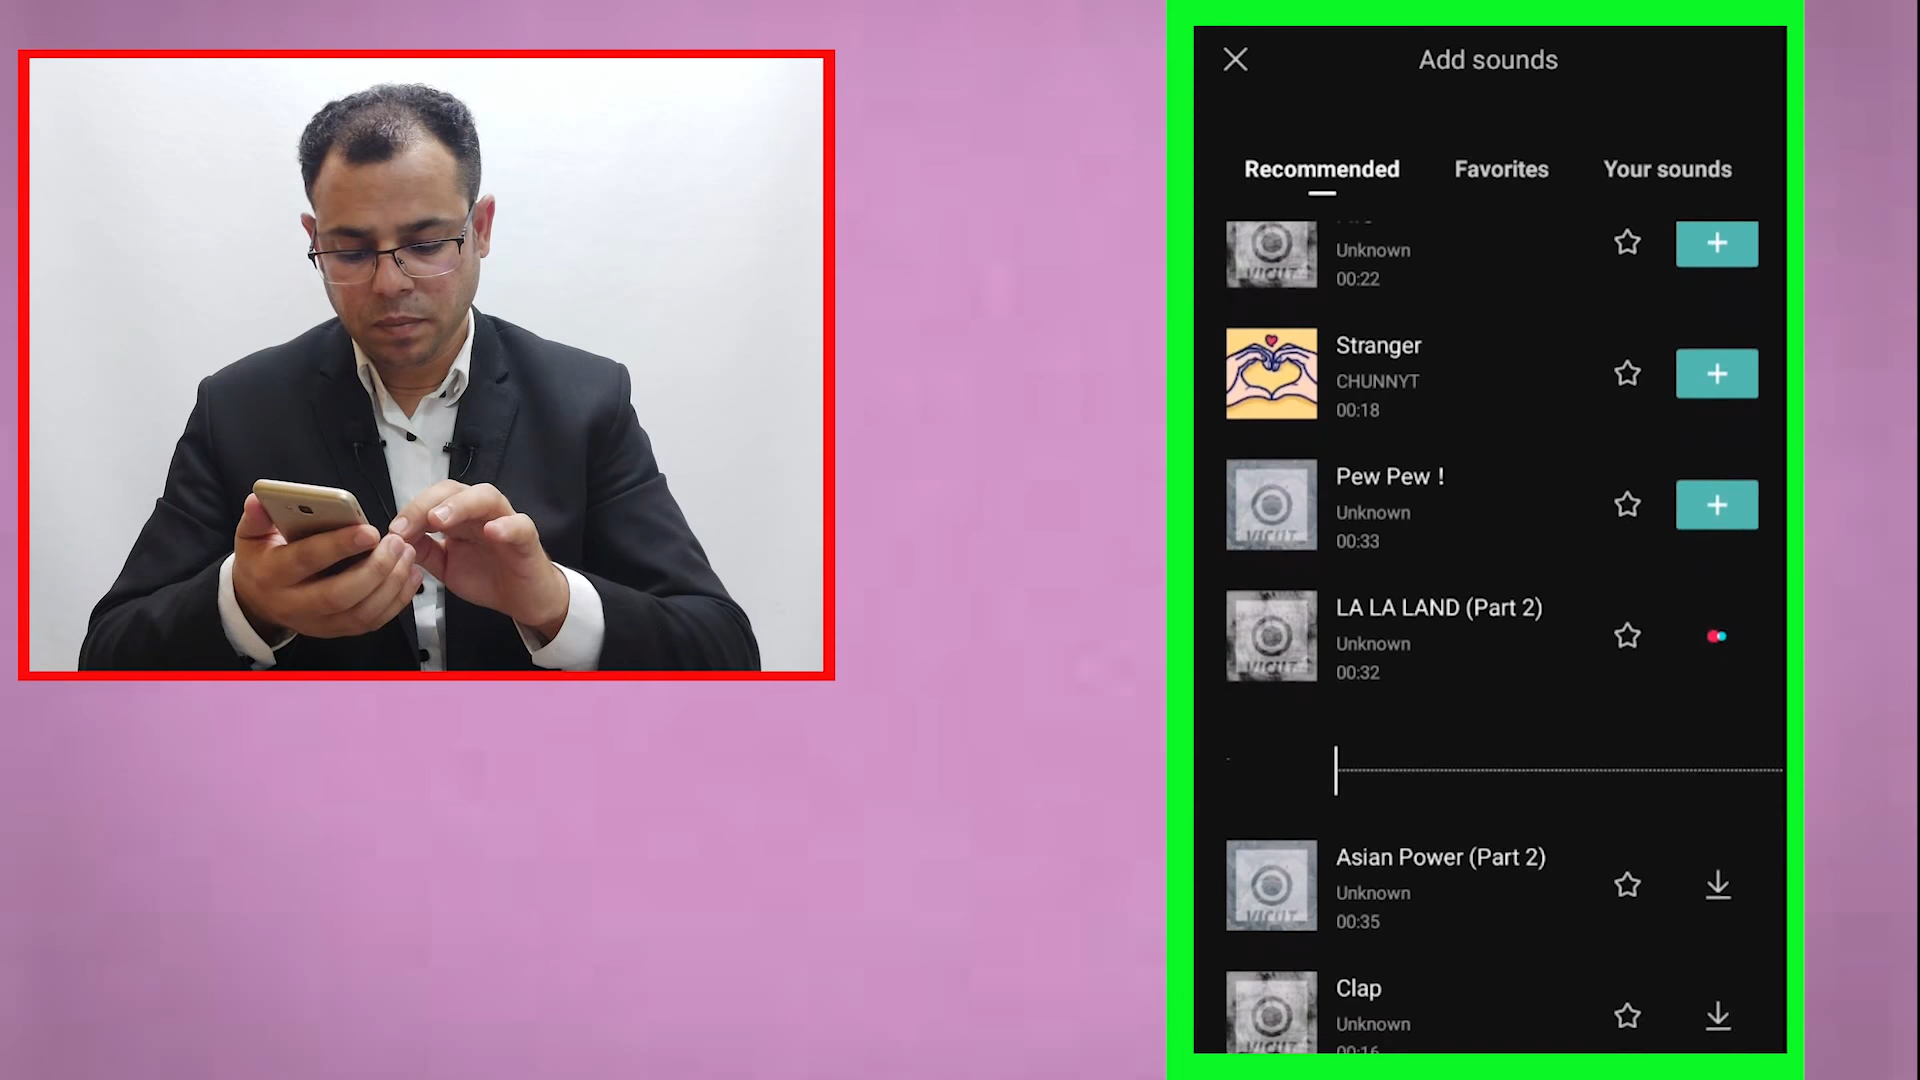 Add sounds
Recommended Favorites Your sounds
Unknown
00:22
Stranger
CHUNNYT
00:18
Pew Pew !
Unknown
00:33
LA LA LAND (Part 2)
Unknown
00:32
Asian Power (Part 2)
Unknown
00:35
Clap
Unknown